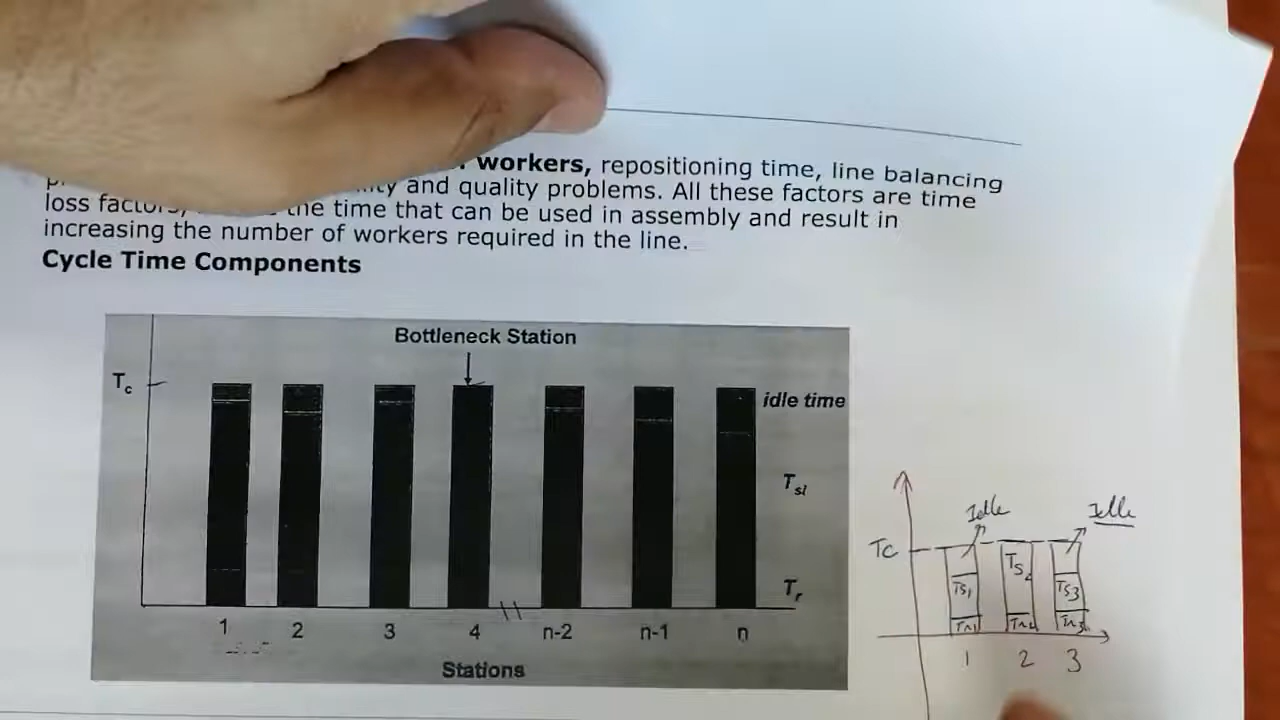 workers, repositioning time, line balancing
and quality problems. All these factors are time
loss the time that can be used in assembly and result in
increasing the number of workers required in the line.
Cycle Time Components
Bottleneck Station
Tc
idle time
Tsi
Tr
1 2 3 4 n-2 n-1 n
Stations
Idle Idle
TC
TS1 TS2 TS3
Tr1 Tr2 Tr3
1 2 3